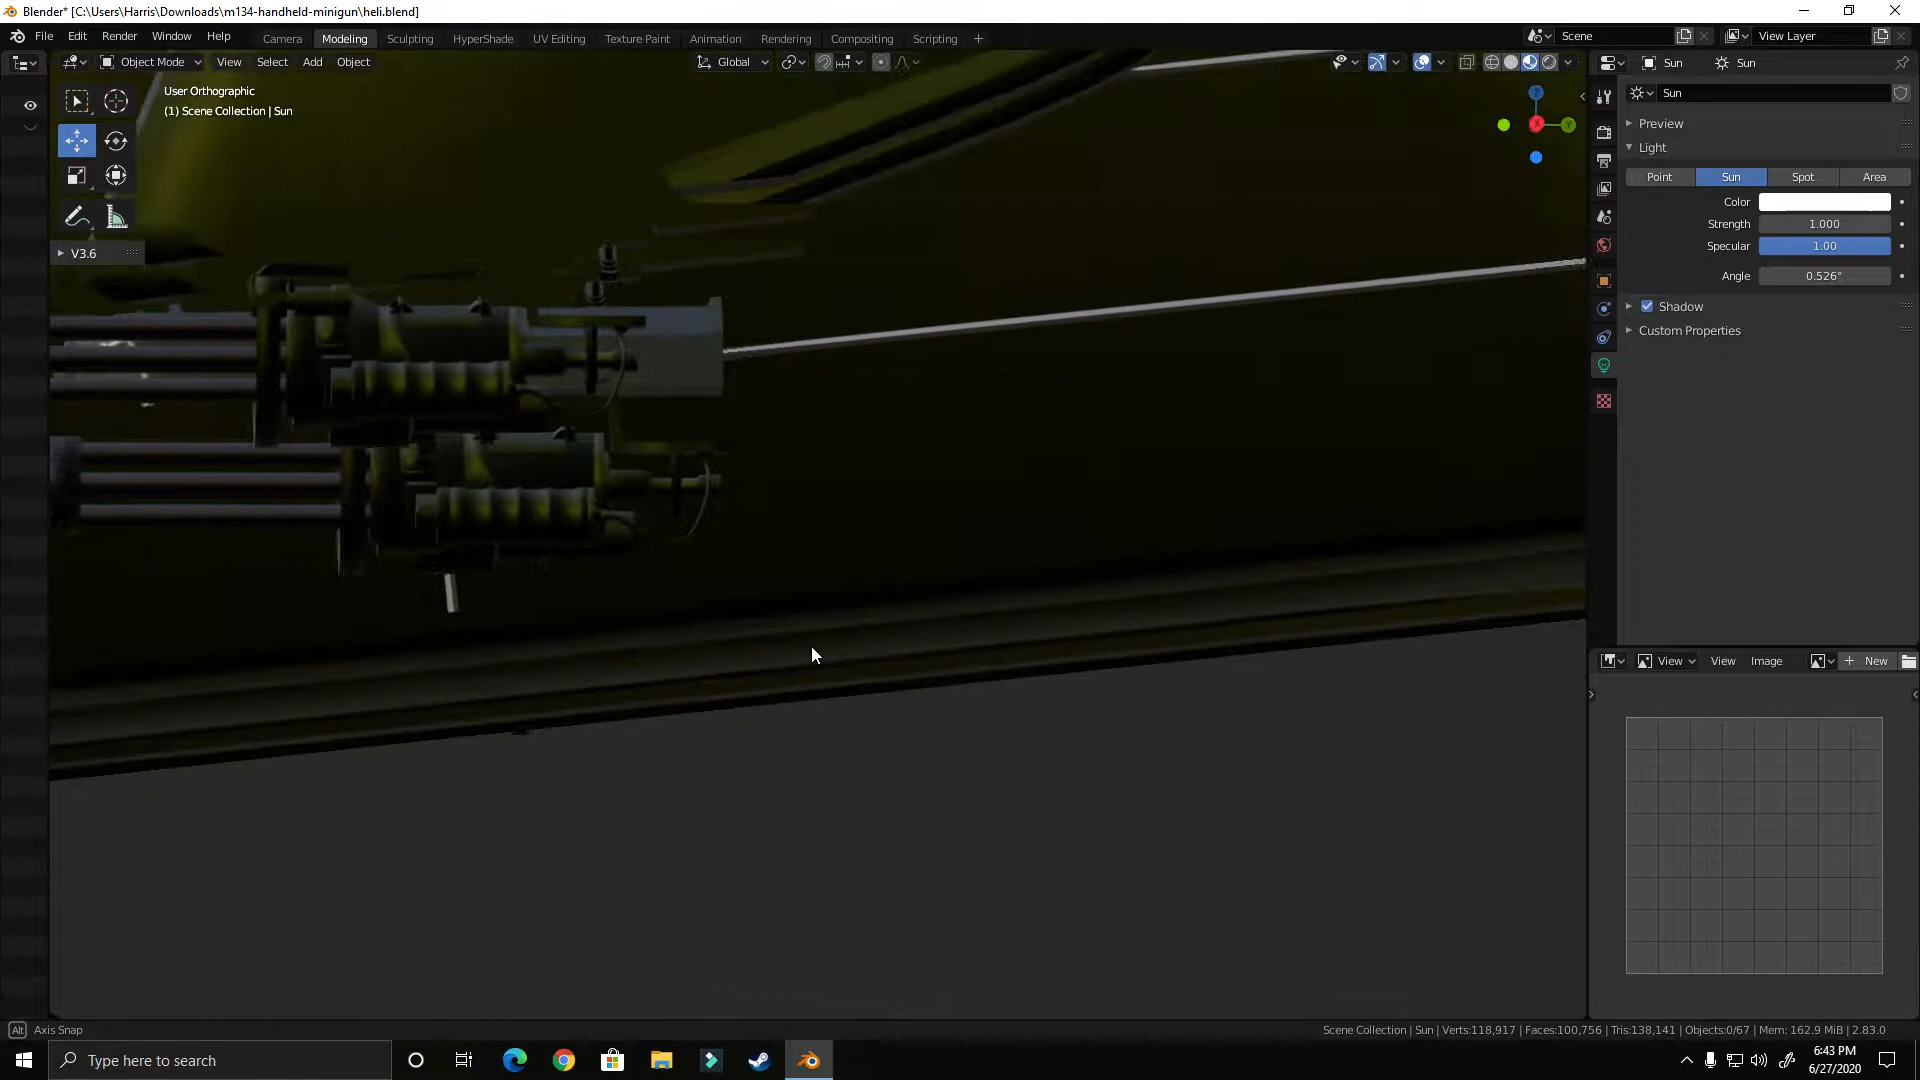 Blender* [C:\Users\Harris\Downloads\m134-handheld-minigun\heli.blend]
File Edit Render Window Help
Camera Modeling Sculpting HyperShade UV Editing Texture Paint Animation Rendering Compositing Scripting +
Scene View Layer
Object Mode View Select Add Object Global
Sun Sun
User Orthographic
(1) Scene Collection | Sun
Sun
Preview
Light
Point Sun Spot Area
Color
Strength 1.000
Specular 1.00
Angle 0.526°
Shadow
Custom Properties
V3.6
View View Image + New
Alt Axis Snap
Scene Collection | Sun | Verts:118,917 | Faces:100,756 | Tris:138,141 | Objects:0/67 | Mem: 162.9 MiB | 2.83.0
Type here to search
6:43 PM
6/27/2020